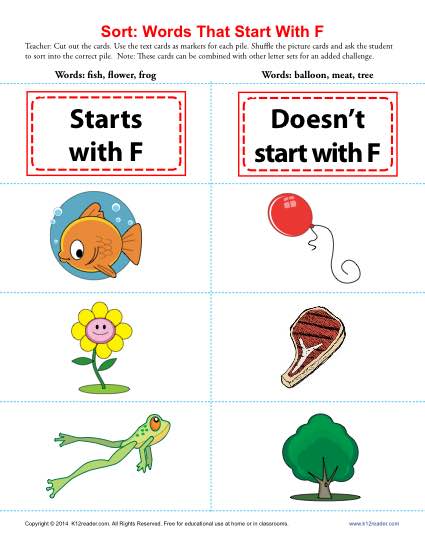 Sort: Words That Start With F
Teacher: Cut out the cards. Use the text cards as markers for each pile. Shuffle the picture cards and ask the student
to sort into the correct pile. Note: These cards can be combined with other letter sets for an added challenge.
Words: fish, flower, frog
Words: balloon, meat, tree
Starts
with F
Doesn't
start with F
Copyright © 2014 K12reader.com. All Rights Reserved. Free for educational use at home or in classrooms.
www.k12reader.com